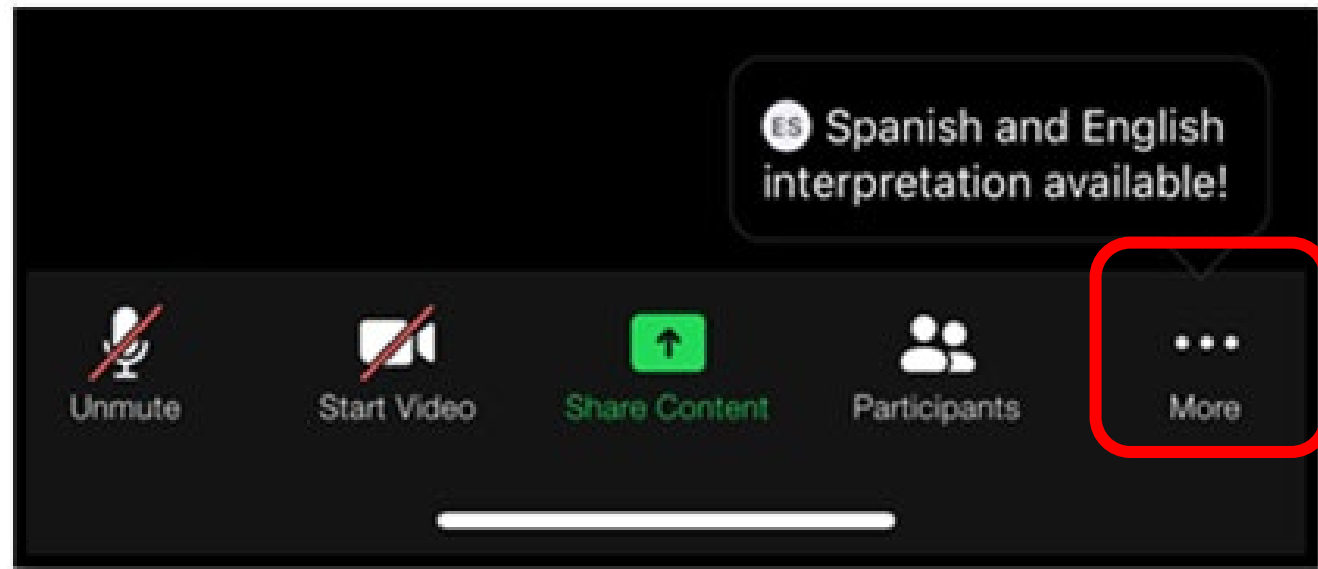 ES Spanish and English
interpretation available!
Unmute Start Video Share Content Participants More